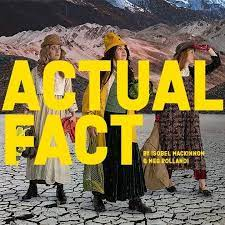 ACTUAL
FACT
BY ISOBEL MACKINNON
& MEG ROLLANDI